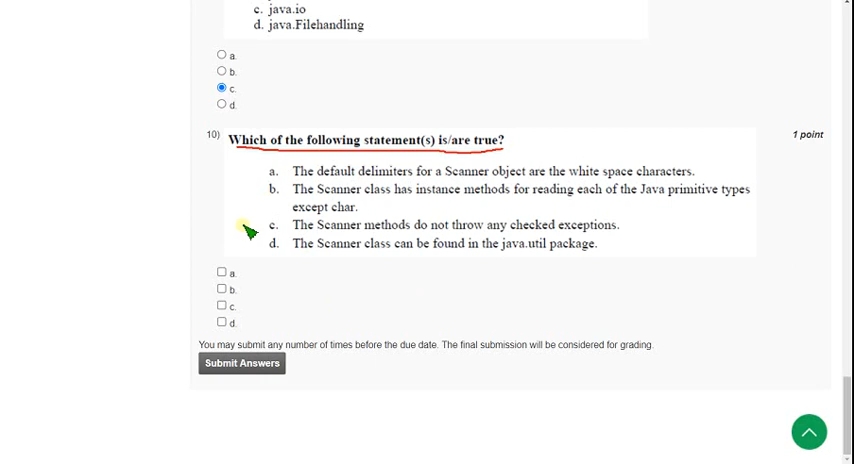 c. java.io
d. java.Filehandling
a.
b.
c.
d.
10) Which of the following statement(s) is/are true? 1 point
a. The default delimiters for a Scanner object are the white space characters.
b. The Scanner class has instance methods for reading each of the Java primitive types
except char.
c. The Scanner methods do not throw any checked exceptions.
d. The Scanner class can be found in the java.util package.
a.
b.
c.
d.
You may submit any number of times before the due date. The final submission will be considered for grading.
Submit Answers